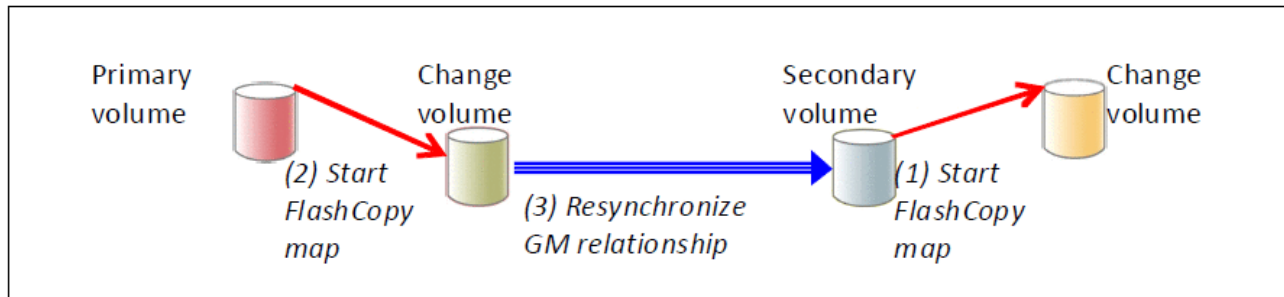 Primary
volume
Change
volume
Secondary
volume
Change
volume
(2) Start
FlashCopy
map
(3) Resynchronize
GM relationship
(1) Start
FlashCopy
map